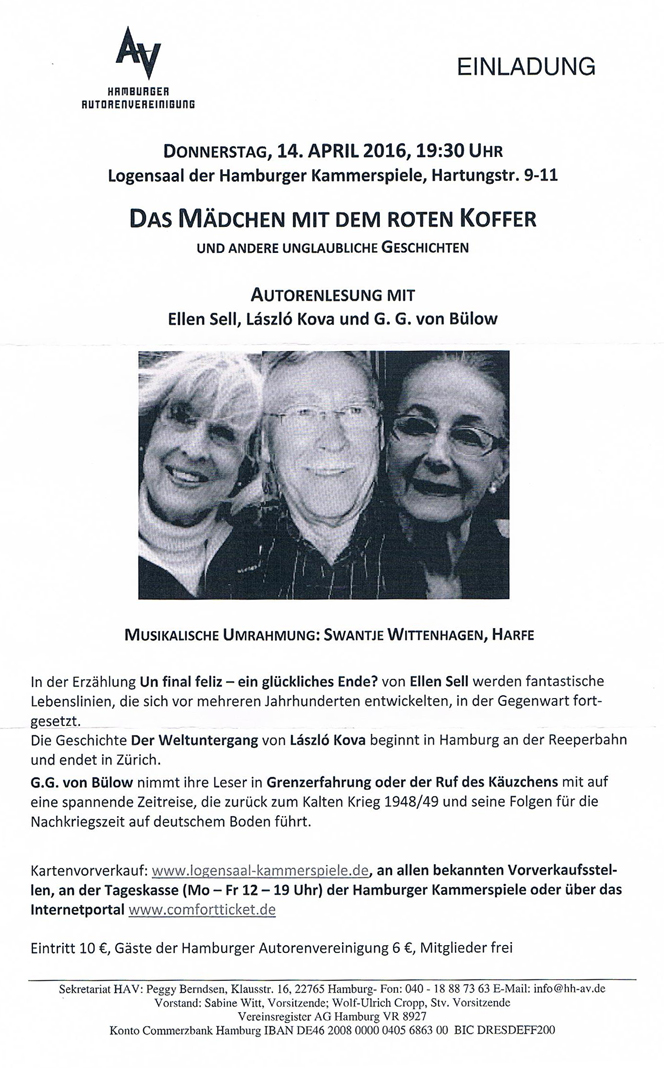 AV
HAMBURGER
AUTORENVEREINIGUNG
EINLADUNG
DONNERSTAG, 14. APRIL 2016, 19:30 UHR
Logensaal der Hamburger Kammerspiele, Hartungstr. 9-11
DAS MÄDCHEN MIT DEM ROTEN KOFFER
UND ANDERE UNGLAUBLICHE GESCHICHTEN
AUTORENLESUNG MIT
Ellen Sell, László Kova und G. G. von Bülow
MUSIKALISCHE UMRAHMUNG: SWANTJE WITTENHAGEN, HARFE
In der Erzählung Un final feliz – ein glückliches Ende? von Ellen Sell werden fantastische
Lebenslinien, die sich vor mehreren Jahrhunderten entwickelten, in der Gegenwart fort-
gesetzt.
Die Geschichte Der Weltuntergang von László Kova beginnt in Hamburg an der Reeperbahn
und endet in Zürich.
G.G. von Bülow nimmt ihre Leser in Grenzerfahrung oder der Ruf des Käuzchens mit auf
eine spannende Zeitreise, die zurück zum Kalten Krieg 1948/49 und seine Folgen für die
Nachkriegszeit auf deutschem Boden führt.
Kartenvorverkauf: www.logensaal-kammerspiele.de, an allen bekannten Vorverkaufsstel-
len, an der Tageskasse (Mo – Fr 12 – 19 Uhr) der Hamburger Kammerspiele oder über das
Internetportal www.comfortticket.de
Eintritt 10 €, Gäste der Hamburger Autorenvereinigung 6 €, Mitglieder frei
Sekretariat HAV: Peggy Berndsen, Klausstr. 16, 22765 Hamburg- Fon: 040 - 18 88 73 63 E-Mail: info@hh-av.de
Vorstand: Sabine Witt, Vorsitzende; Wolf-Ulrich Cropp, Stv. Vorsitzende
Vereinsregister AG Hamburg VR 8927
Konto Commerzbank Hamburg IBAN DE46 2008 0000 0405 6863 00 BIC DRESDEFF200